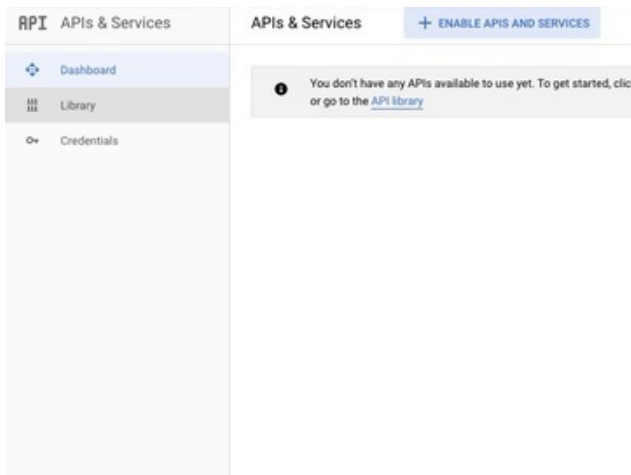 API APIs & Services
APIs & Services
+ ENABLE APIS AND SERVICES
Dashboard
Library
Credentials
You don't have any APIs available to use yet. To get started, clic
or go to the API library